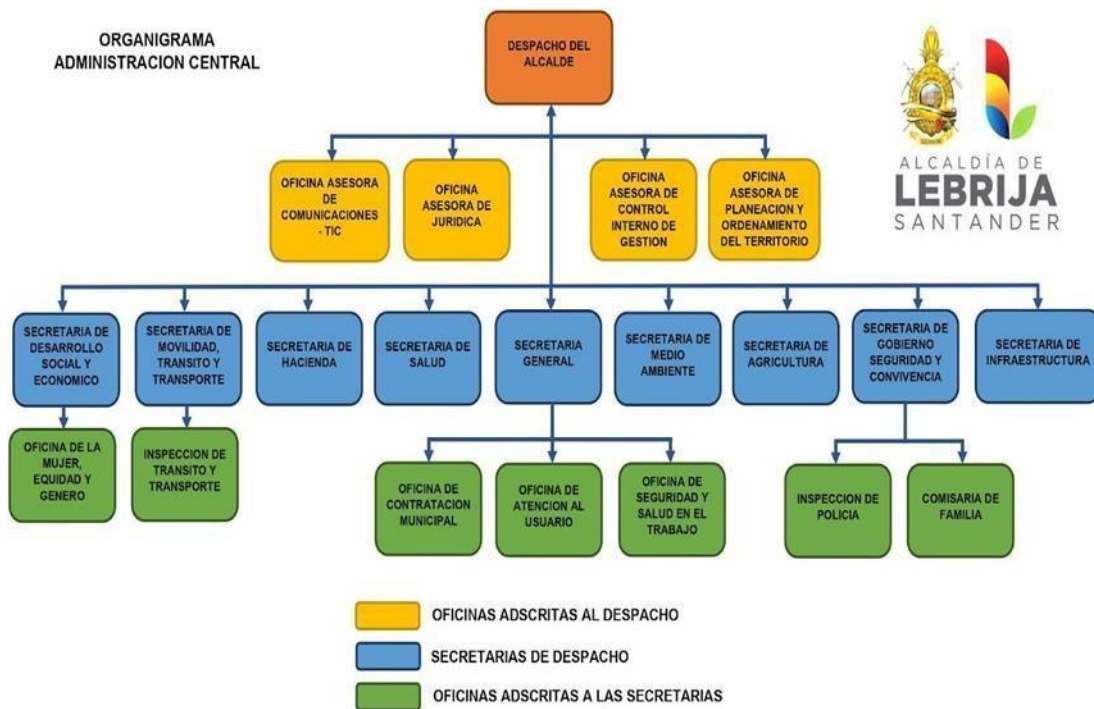 ORGANIGRAMA
ADMINISTRACION CENTRAL
DESPACHO DEL
ALCALDE
ALCALDÍA DE
LEBRIJA
SANTANDER
OFICINA ASESORA
DE
COMUNICACIONES
- TIC
OFICINA
ASESORA DE
JURIDICA
OFICINA
ASESORA DE
CONTROL
INTERNO DE
GESTION
OFICINA
ASESORA DE
PLANEACION Y
ORDENAMIENTO
DEL TERRITORIO
SECRETARIA DE
DESARROLLO
SOCIAL Y
ECONOMICO
SECRETARIA DE
MOVILIDAD,
TRANSITO Y
TRANSPORTE
SECRETARIA
DE HACIENDA
SECRETARIA DE
SALUD
SECRETARIA
GENERAL
SECRETARIA DE
MEDIO
AMBIENTE
SECRETARIA DE
AGRICULTURA
SECRETARIA DE
GOBIERNO
SEGURIDAD Y
CONVIVENCIA
SECRETARIA DE
INFRAESTRUCTURA
OFICINA DE LA
MUJER,
EQUIDAD Y
GENERO
INSPECCION DE
TRANSITO Y
TRANSPORTE
OFICINA DE
CONTRATACION
MUNICIPAL
OFICINA DE
ATENCION AL
USUARIO
OFICINA DE
SEGURIDAD Y
SALUD EN EL
TRABAJO
INSPECCION DE
POLICIA
COMISARIA DE
FAMILIA
OFICINAS ADSCRITAS AL DESPACHO
SECRETARIAS DE DESPACHO
OFICINAS ADSCRITAS A LAS SECRETARIAS